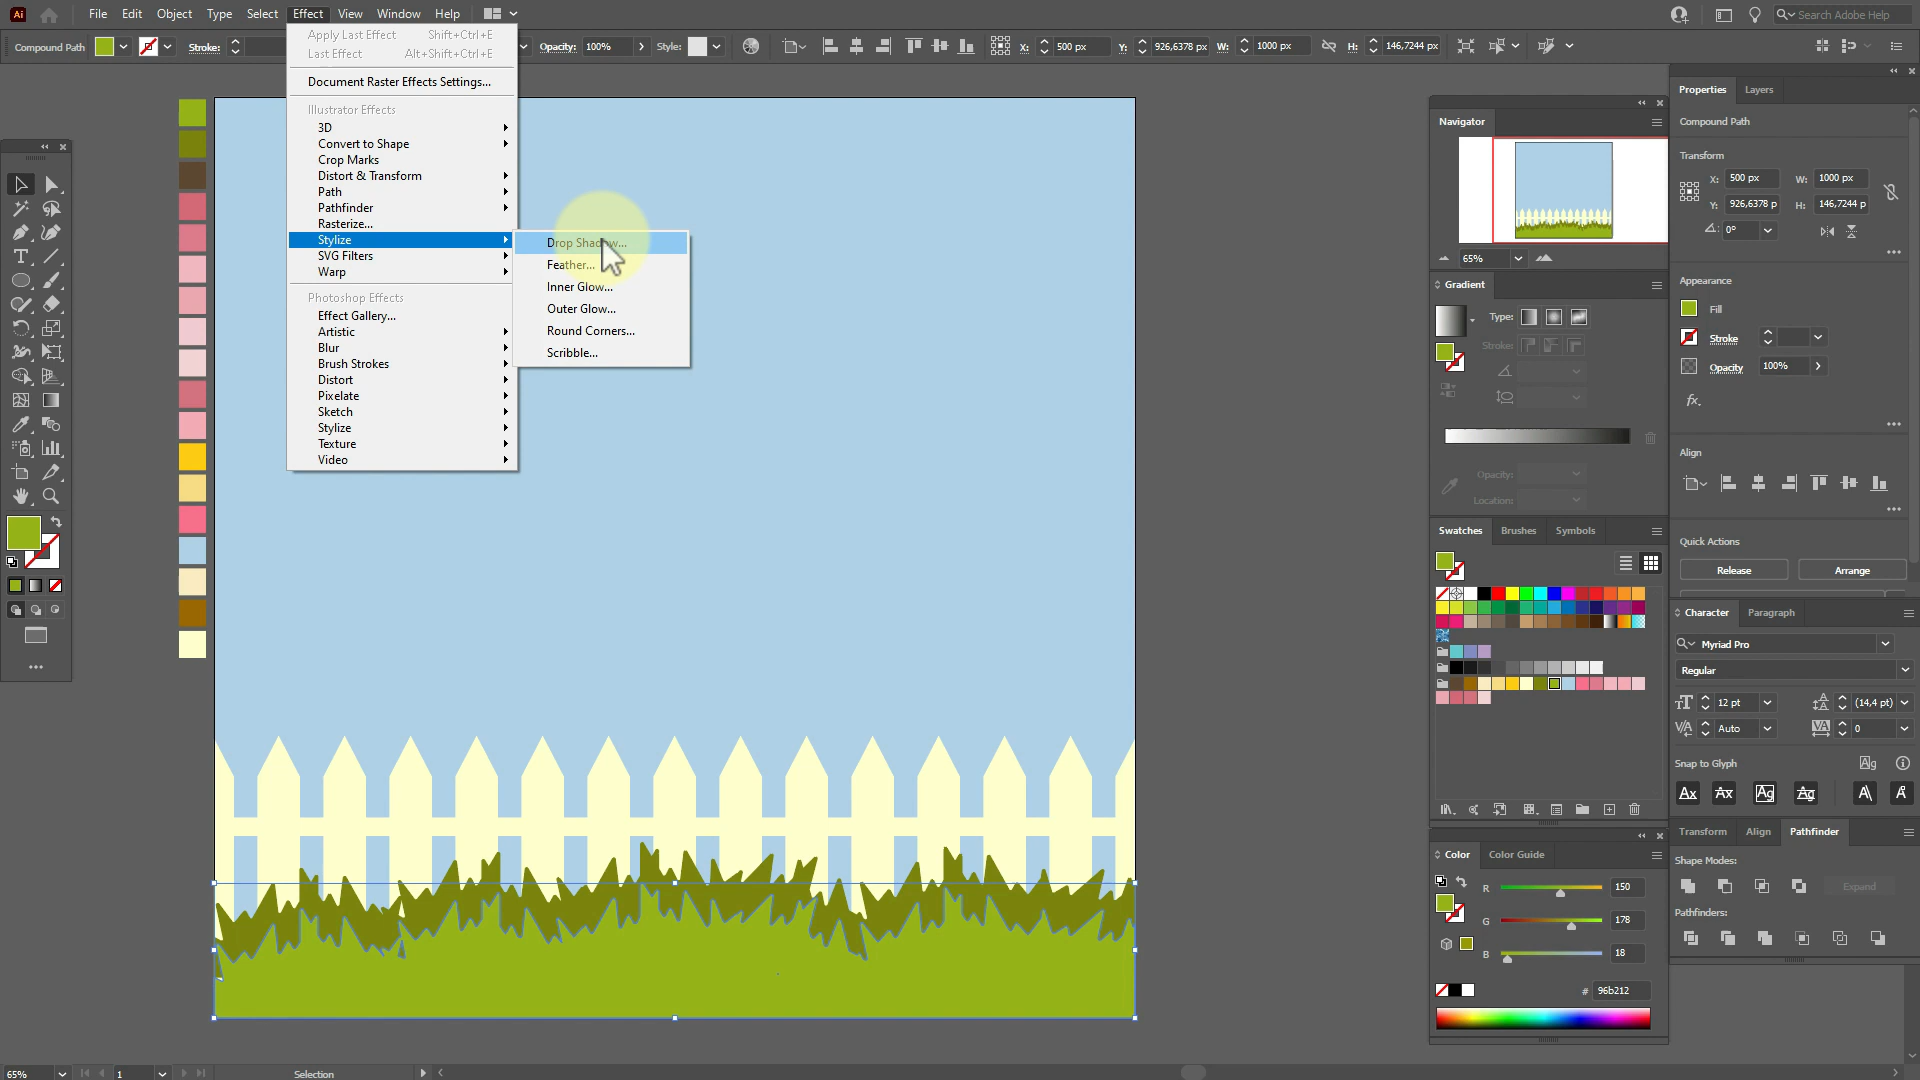 Ai
File Edit Object Type Select Effect View Window Help
Search Adobe Help
Compound Path Stroke: Opacity: 100% Style: X: 500 px Y: 926,6378 px W: 1000 px H: 146,7244 px
Apply Last Effect Shift+Ctrl+E
Last Effect Alt+Shift+Ctrl+E
Document Raster Effects Settings...
Illustrator Effects
3D
Convert to Shape
Crop Marks
Distort & Transform
Path
Pathfinder
Rasterize...
Stylize
SVG Filters
Warp
Photoshop Effects
Effect Gallery...
Artistic
Blur
Brush Strokes
Distort
Pixelate
Sketch
Stylize
Texture
Video
Drop Shadow...
Feather...
Inner Glow...
Outer Glow...
Round Corners...
Scribble...
Navigator
65%
Gradient
Type:
Stroke:
Opacity:
Location:
Swatches Brushes Symbols
Color Color Guide
R 150
G 178
B 18
# 96b212
Properties Layers
Compound Path
Transform
X: 500 px W: 1000 px
Y: 926,6378 p H: 146,7244 p
0°
Appearance
Fill
Stroke
Opacity 100%
fx.
Align
Quick Actions
Release Arrange
Character Paragraph
Myriad Pro
Regular
12 pt (14,4 pt)
Auto 0
Snap to Glyph
Transform Align Pathfinder
Shape Modes:
Expand
Pathfinders:
65% 1 Selection